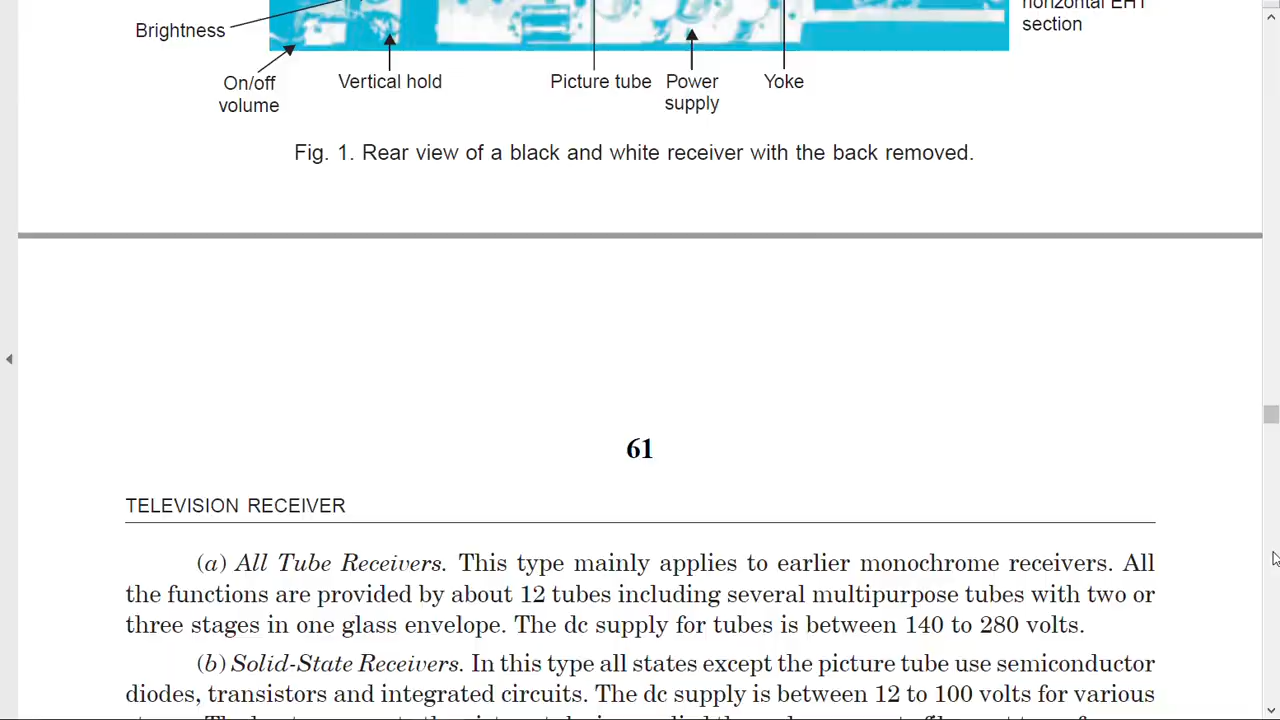 horizontal EHT
section
Brightness
On/off
volume
Vertical hold
Picture tube
Power
supply
Yoke
Fig. 1. Rear view of a black and white receiver with the back removed.
61
TELEVISION RECEIVER
(a) All Tube Receivers. This type mainly applies to earlier monochrome receivers. All
the functions are provided by about 12 tubes including several multipurpose tubes with two or
three stages in one glass envelope. The dc supply for tubes is between 140 to 280 volts.
(b) Solid-State Receivers. In this type all states except the picture tube use semiconductor
diodes, transistors and integrated circuits. The dc supply is between 12 to 100 volts for various